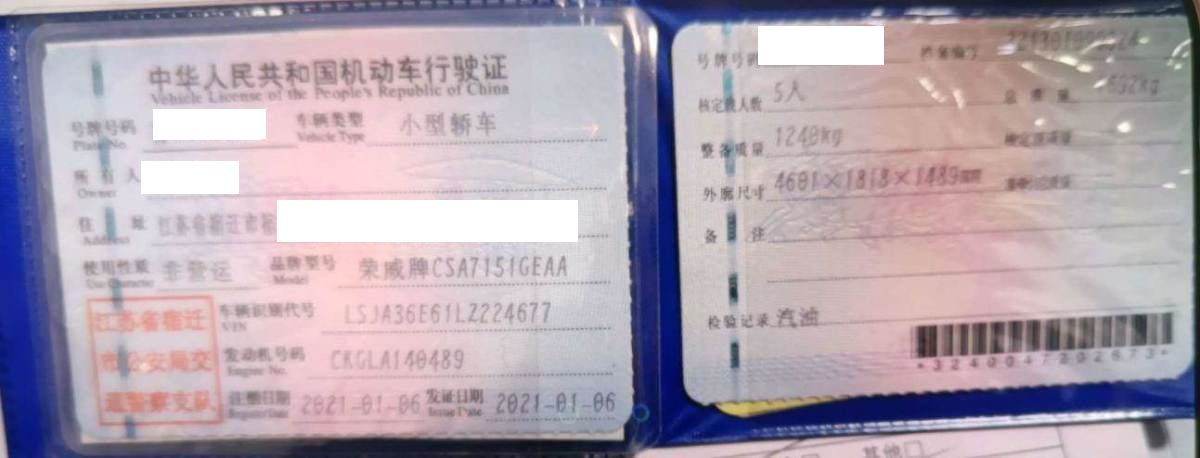 中华人民共和国机动车行驶证
Vehicle License of the People's Republic of China
号牌号码 车辆类型 小型轿车
Plate No. Vehicle Type
所有人
Owner
住址 江苏省宿迁市宿
Address
使用性质 非营运 品牌型号 荣威牌CSA7151GEAA
Use Character Model
江苏省宿迁
市公安局交
通警察支队
车辆识别代号 LSJA36E61LZ224677
VIN
发动机号码 CKGLA140489
Engine No.
注册日期 2021-01-06 发证日期 2021-01-06
Register Date Issue Date
号牌号码 档案编号
核定载人数 5人 总质量
整备质量 1240kg
外廓尺寸 4601×1818×1489mm
备注
检验记录 汽油
*3240047202673*
其他□